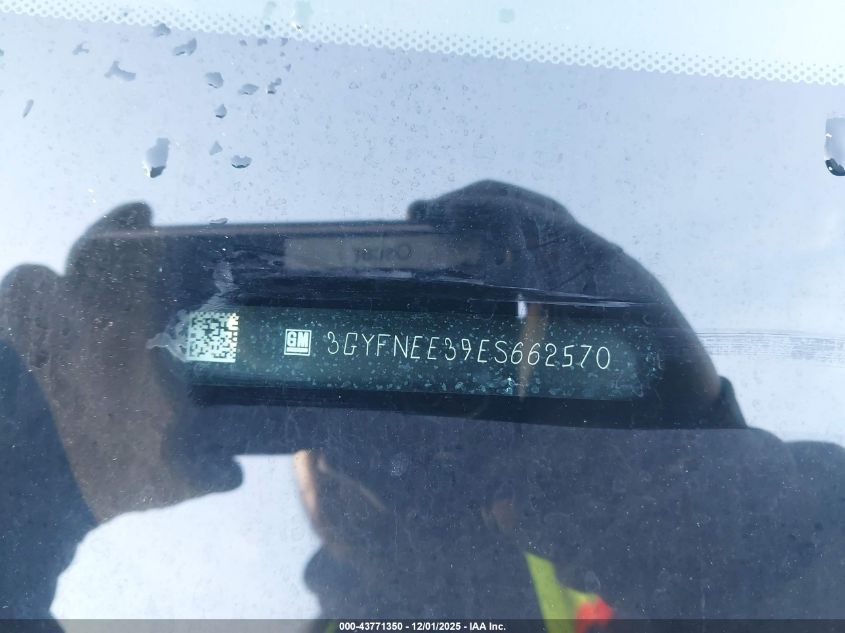 GM 3GYFNEE39ES662570
000-43771350 - 12/01/2025 - IAA Inc.